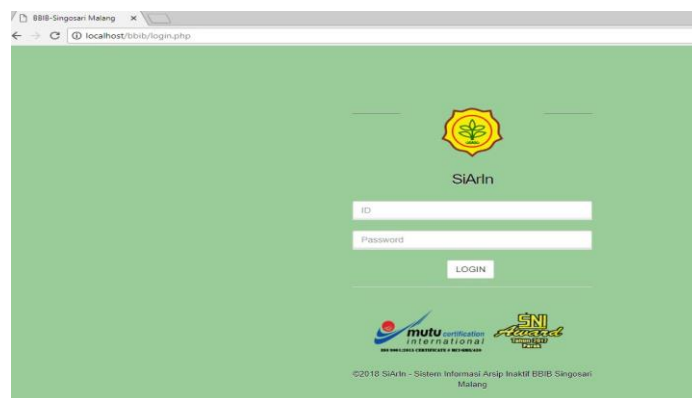 BBIB-Singosari Malang
localhost/bbib/login.php
SiArIn
ID
Password
LOGIN
mutu certification
international
SNI
Award
©2018 SiArIn - Sistem Informasi Arsip Inaktif BBIB Singosari
Malang